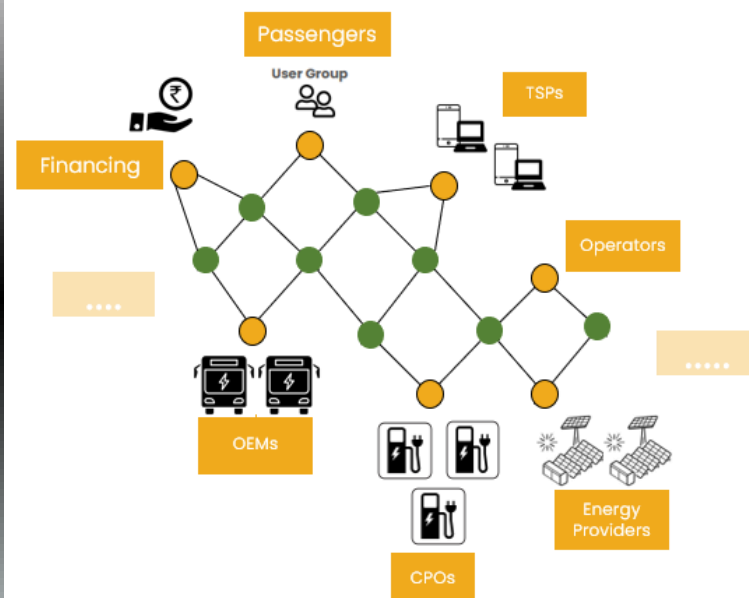 Passengers
User Group
₹
TSPs
Financing
Operators
....
.....
OEMs
Energy
Providers
CPOs